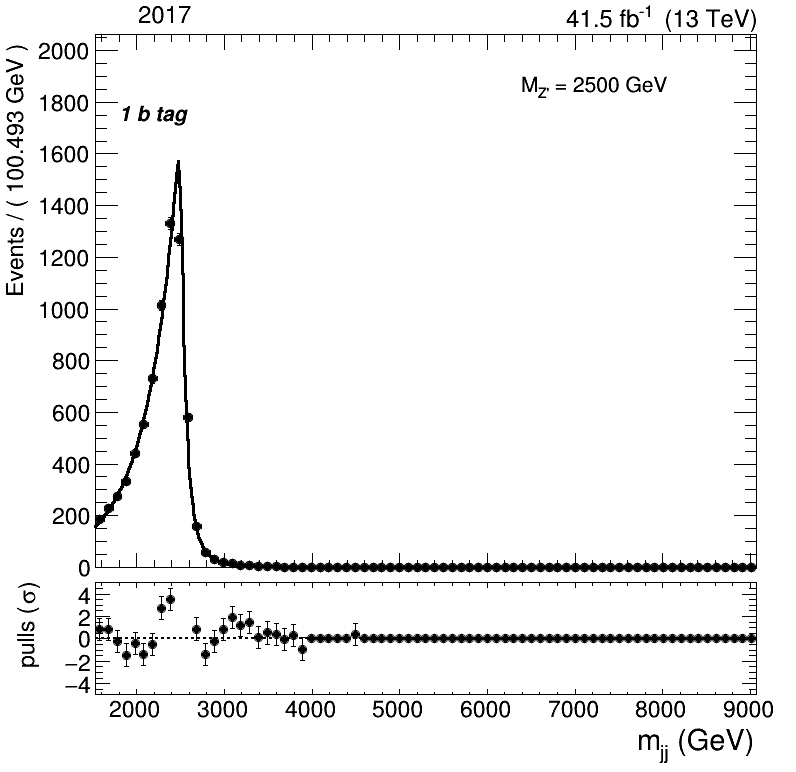 2017
41.5 fb⁻¹ (13 TeV)
Events / ( 100.493 GeV )
2000
1800
1600
1400
1200
1000
800
600
400
200
0
1 b tag
M_Z' = 2500 GeV
pulls (σ)
4
2
0
−2
−4
2000 3000 4000 5000 6000 7000 8000 9000
m_jj (GeV)